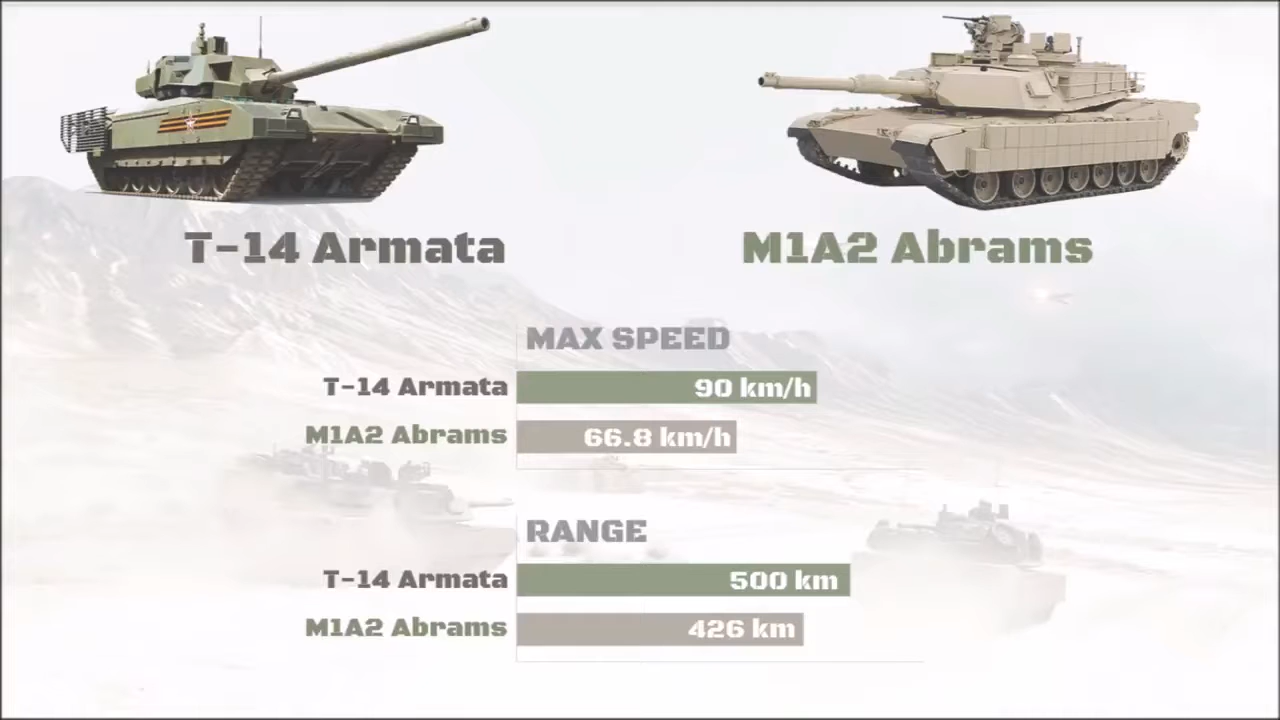 T-14 Armata
M1A2 Abrams
MAX SPEED
T-14 Armata 90 km/h
M1A2 Abrams 66.8 km/h
RANGE
T-14 Armata 500 km
M1A2 Abrams 426 km